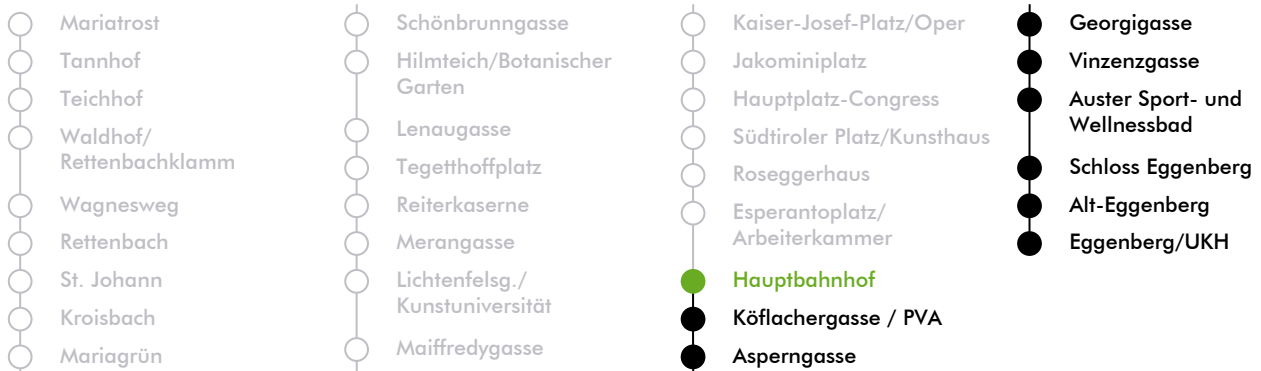 Mariatrost
Tannhof
Teichhof
Waldhof/
Rettenbachklamm
Wagnesweg
Rettenbach
St. Johann
Kroisbach
Mariagrün
Schönbrunngasse
Hilmteich/Botanischer
Garten
Lenaugasse
Tegetthoffplatz
Reiterkaserne
Merangasse
Lichtenfelsg./
Kunstuniversität
Maiffredygasse
Kaiser-Josef-Platz/Oper
Jakominiplatz
Hauptplatz-Congress
Südtiroler Platz/Kunsthaus
Roseggerhaus
Esperantoplatz/
Arbeiterkammer
Hauptbahnhof
Köflachergasse / PVA
Asperngasse
Georgigasse
Vinzenzgasse
Auster Sport- und
Wellnessbad
Schloss Eggenberg
Alt-Eggenberg
Eggenberg/UKH